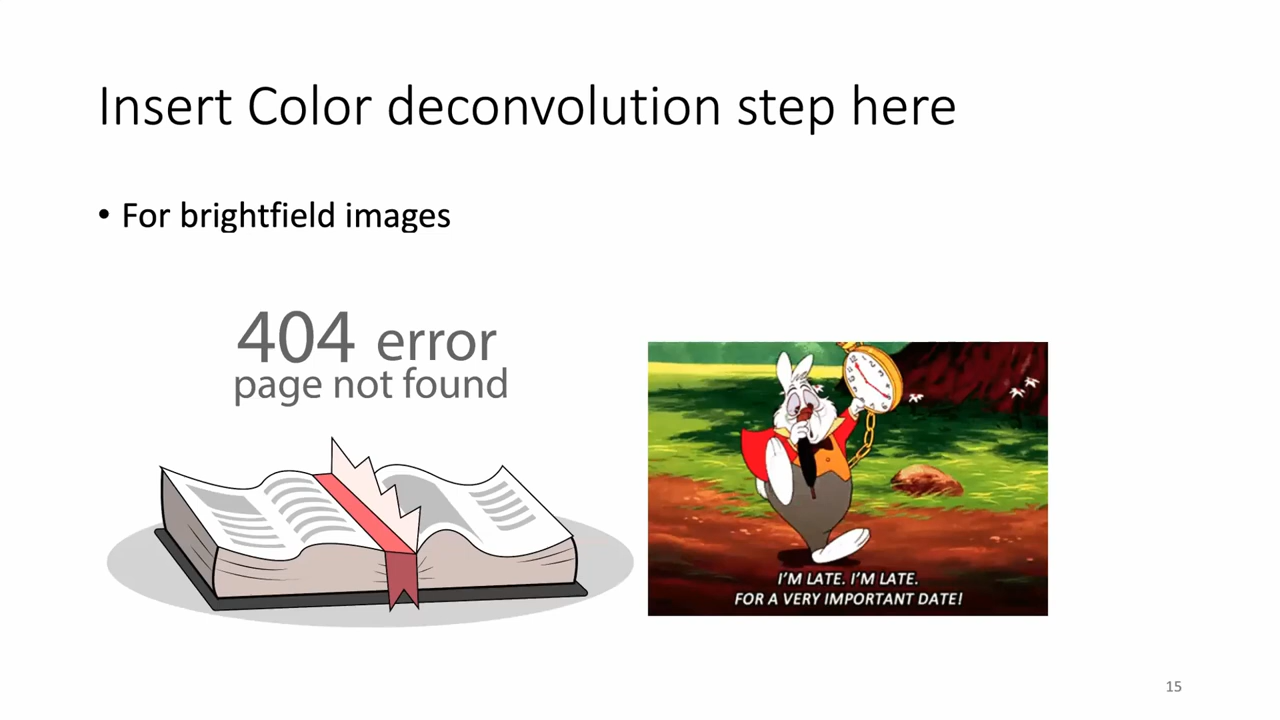 Insert Color deconvolution step here
• For brightfield images
404 error
page not found
I'M LATE. I'M LATE.
FOR A VERY IMPORTANT DATE!
15